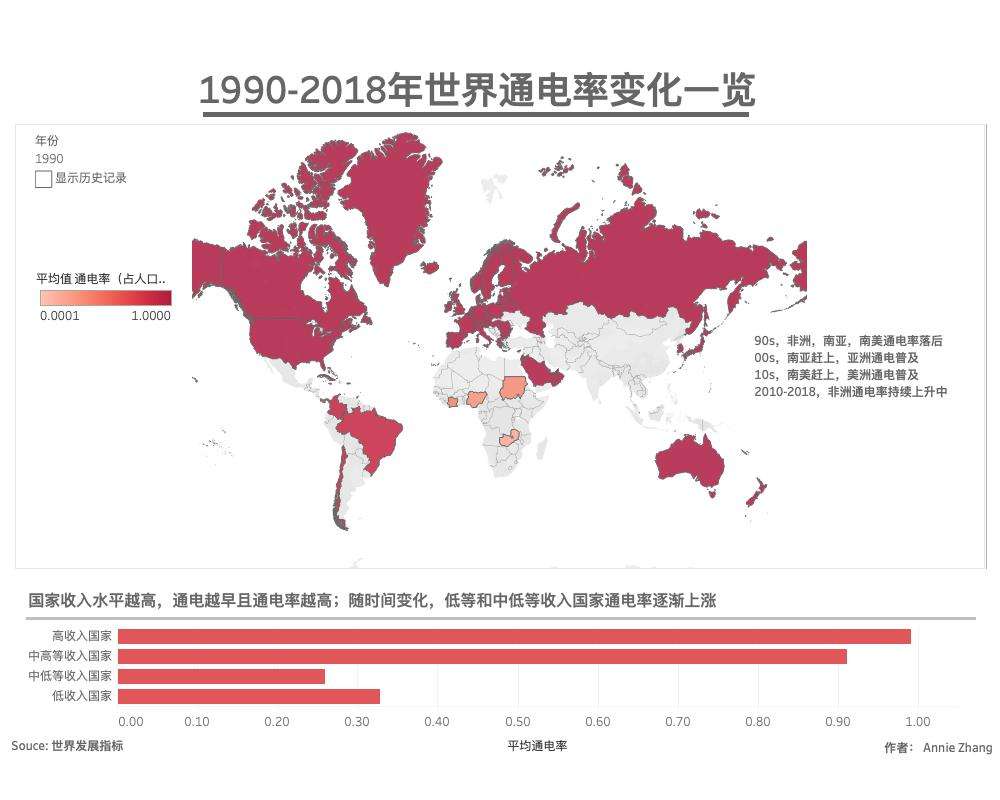 1990-2018年世界通电率变化一览
年份
1990
显示历史记录
平均值 通电率（占人口..
0.0001 1.0000
90s，非洲，南亚，南美通电率落后
00s，南亚赶上，亚洲通电普及
10s，南美赶上，美洲通电普及
2010-2018，非洲通电率持续上升中
国家收入水平越高，通电越早且通电率越高；随时间变化，低等和中低等收入国家通电率逐渐上涨
高收入国家
中高等收入国家
中低等收入国家
低收入国家
0.00 0.10 0.20 0.30 0.40 0.50 0.60 0.70 0.80 0.90 1.00
Souce: 世界发展指标 平均通电率 作者： Annie Zhang